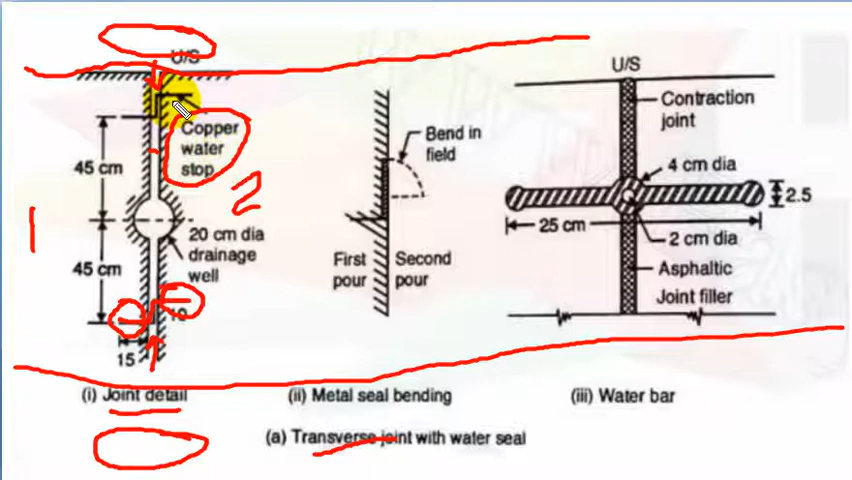 U/S
Copper
water
stop
45 cm
45 cm
20 cm dia
drainage
well
10
15
(i) Joint detail
Bend in
field
First
pour
Second
pour
(ii) Metal seal bending
U/S
Contraction
joint
4 cm dia
2.5
25 cm
2 cm dia
Asphaltic
Joint filler
(iii) Water bar
(a) Transverse joint with water seal